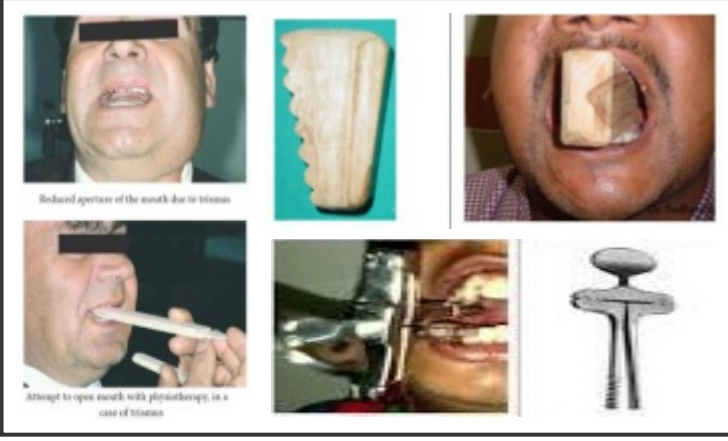 Reduced aperture of the mouth due to trismus
Attempt to open mouth with physiotherapy, in a
case of trismus